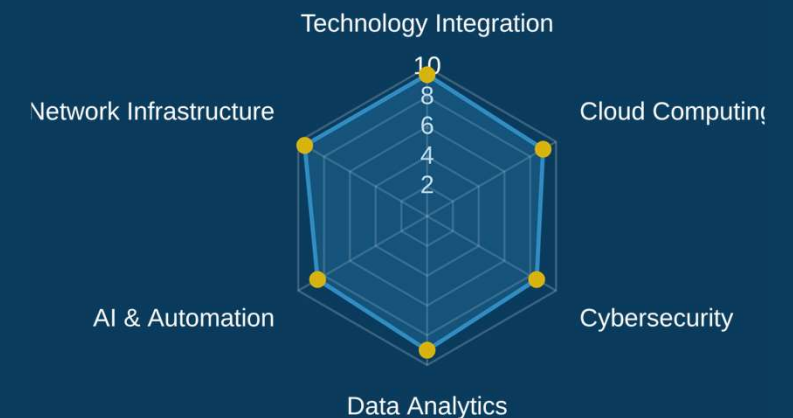 Technology Integration
10
Network Infrastructure
8
Cloud Computing
6
4
2
AI & Automation
Cybersecurity
Data Analytics